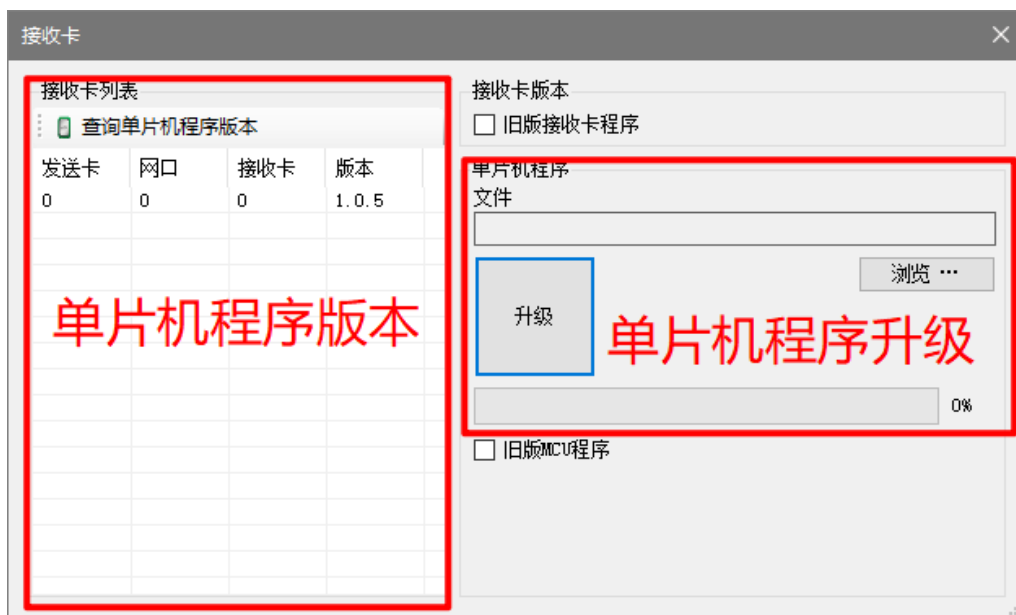 接收卡
接收卡列表
查询单片机程序版本
发送卡 网口 接收卡 版本
0 0 0 1.0.5
单片机程序版本
接收卡版本
旧版接收卡程序
单片机程序
文件
浏览 …
升级
单片机程序升级
0%
旧版MCU程序